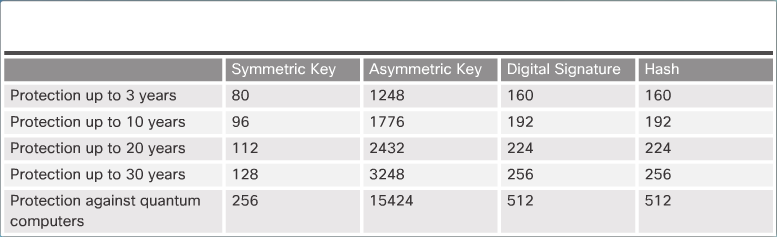 Symmetric Key Asymmetric Key Digital Signature Hash
Protection up to 3 years 80 1248 160 160
Protection up to 10 years 96 1776 192 192
Protection up to 20 years 112 2432 224 224
Protection up to 30 years 128 3248 256 256
Protection against quantum 256 15424 512 512
computers